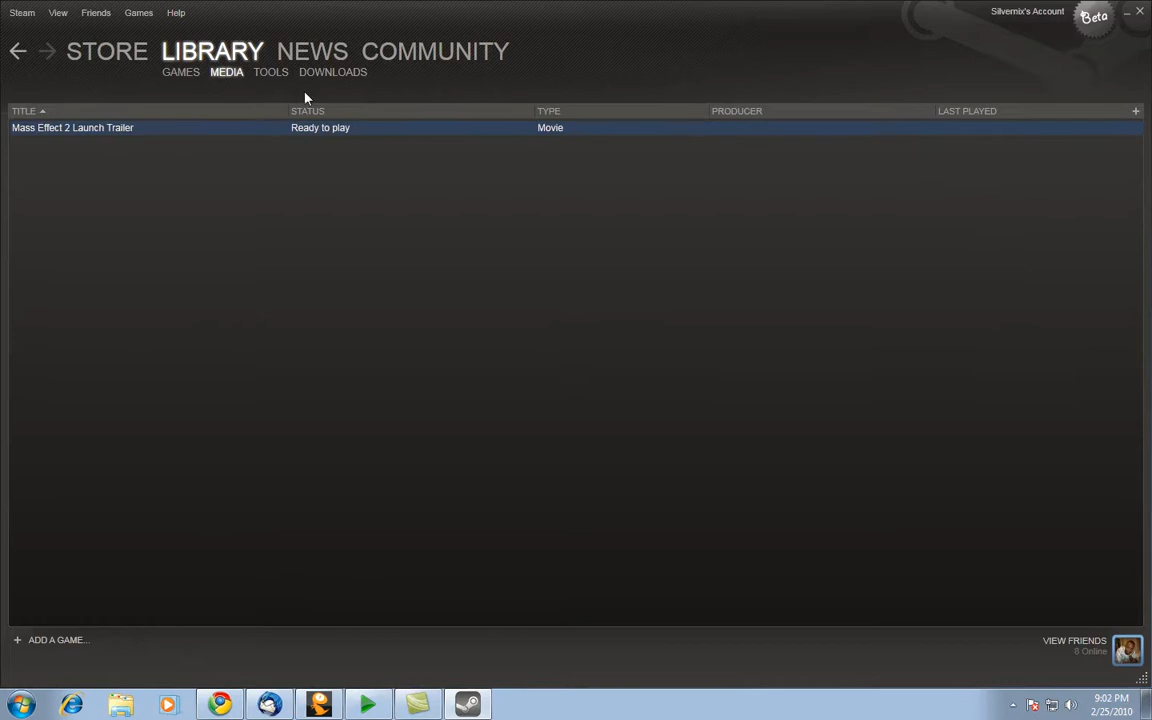 Steam View Friends Games Help Silvernix's Account Beta
STORE LIBRARY NEWS COMMUNITY
GAMES MEDIA TOOLS DOWNLOADS
TITLE STATUS TYPE PRODUCER LAST PLAYED +
Mass Effect 2 Launch Trailer Ready to play Movie
+ ADD A GAME... VIEW FRIENDS
8 Online
9:02 PM
2/25/2010